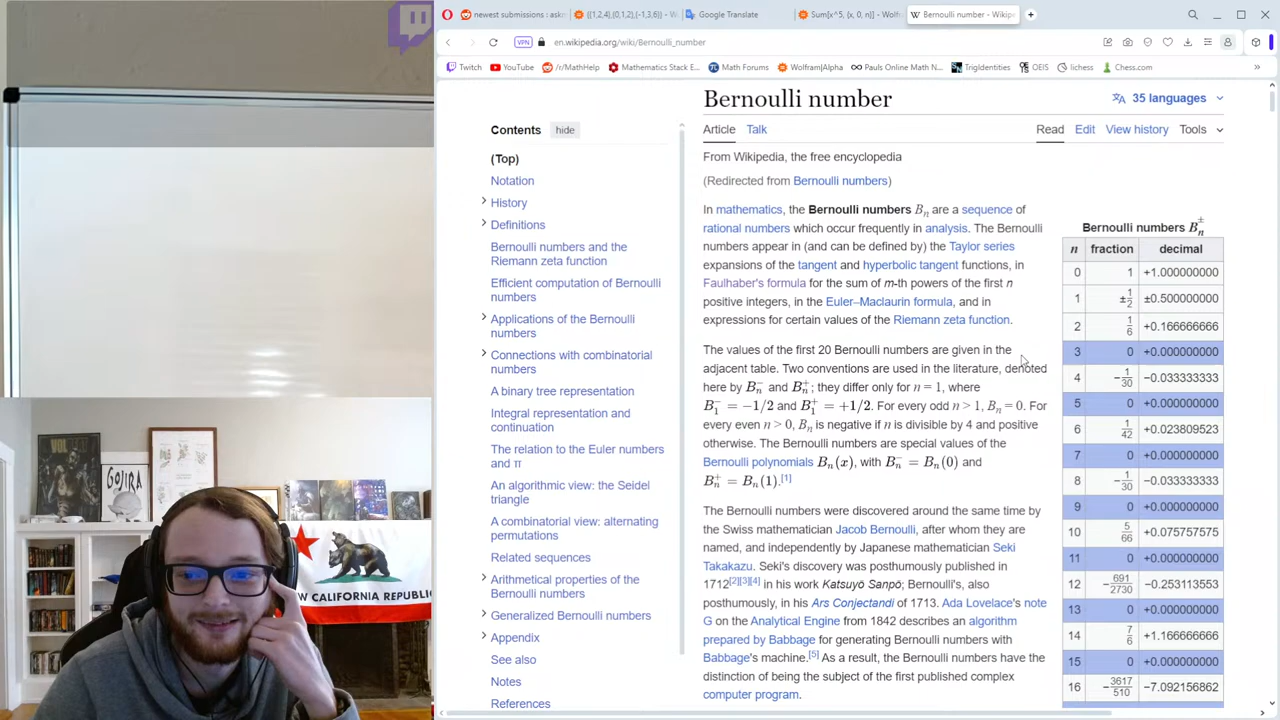 newest submissions : ask
{{1,2,4},{0,1,2},{-1,3,6}} - Wolf
Google Translate
Sum[x^5, {x, 0, n}] - Wolfr
Bernoulli number - Wikip
VPN
en.wikipedia.org/wiki/Bernoulli_number
Twitch
YouTube
/r/MathHelp
Mathematics Stack E...
Math Forums
Wolfram|Alpha
Pauls Online Math N...
TrigIdentities
OEIS
lichess
Chess.com
»
Bernoulli number
35 languages
Article Talk
Read Edit View history Tools
Contents hide
(Top)
Notation
History
Definitions
Bernoulli numbers and the
Riemann zeta function
Efficient computation of Bernoulli
numbers
Applications of the Bernoulli
numbers
Connections with combinatorial
numbers
A binary tree representation
Integral representation and
continuation
The relation to the Euler numbers
and π
An algorithmic view: the Seidel
triangle
A combinatorial view: alternating
permutations
Related sequences
Arithmetical properties of the
Bernoulli numbers
Generalized Bernoulli numbers
Appendix
See also
Notes
References
From Wikipedia, the free encyclopedia
(Redirected from Bernoulli numbers)
In mathematics, the Bernoulli numbers Bn are a sequence of
rational numbers which occur frequently in analysis. The Bernoulli
numbers appear in (and can be defined by) the Taylor series
expansions of the tangent and hyperbolic tangent functions, in
Faulhaber's formula for the sum of m-th powers of the first n
positive integers, in the Euler–Maclaurin formula, and in
expressions for certain values of the Riemann zeta function.
The values of the first 20 Bernoulli numbers are given in the
adjacent table. Two conventions are used in the literature, denoted
here by B−n and B+n; they differ only for n = 1, where
B−1 = −1/2 and B+1 = +1/2. For every odd n > 1, Bn = 0. For
every even n > 0, Bn is negative if n is divisible by 4 and positive
otherwise. The Bernoulli numbers are special values of the
Bernoulli polynomials Bn(x), with B−n = Bn(0) and
B+n = Bn(1).[1]
The Bernoulli numbers were discovered around the same time by
the Swiss mathematician Jacob Bernoulli, after whom they are
named, and independently by Japanese mathematician Seki
Takakazu. Seki's discovery was posthumously published in
1712[2][3][4] in his work Katsuyō Sanpō; Bernoulli's, also
posthumously, in his Ars Conjectandi of 1713. Ada Lovelace's note
G on the Analytical Engine from 1842 describes an algorithm
prepared by Babbage for generating Bernoulli numbers with
Babbage's machine.[5] As a result, the Bernoulli numbers have the
distinction of being the subject of the first published complex
computer program.
Bernoulli numbers B±n
n fraction decimal
0 1 +1.000000000
1 ±1/2 ±0.500000000
2 1/6 +0.166666666
3 0 +0.000000000
4 −1/30 −0.033333333
5 0 +0.000000000
6 1/42 +0.023809523
7 0 +0.000000000
8 −1/30 −0.033333333
9 0 +0.000000000
10 5/66 +0.075757575
11 0 +0.000000000
12 −691/2730 −0.253113553
13 0 +0.000000000
14 7/6 +1.166666666
15 0 +0.000000000
16 −3617/510 −7.092156862
VOLBEAT
GOJIRA
NEW CALIFORNIA REPUBLIC